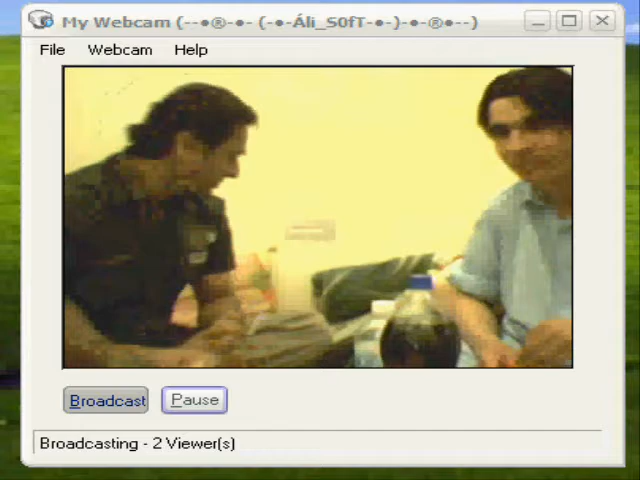 My Webcam (--●®-●- (-●-Áli_S0fT-●-)-●-®●--)
File Webcam Help
Broadcast Pause
Broadcasting - 2 Viewer(s)